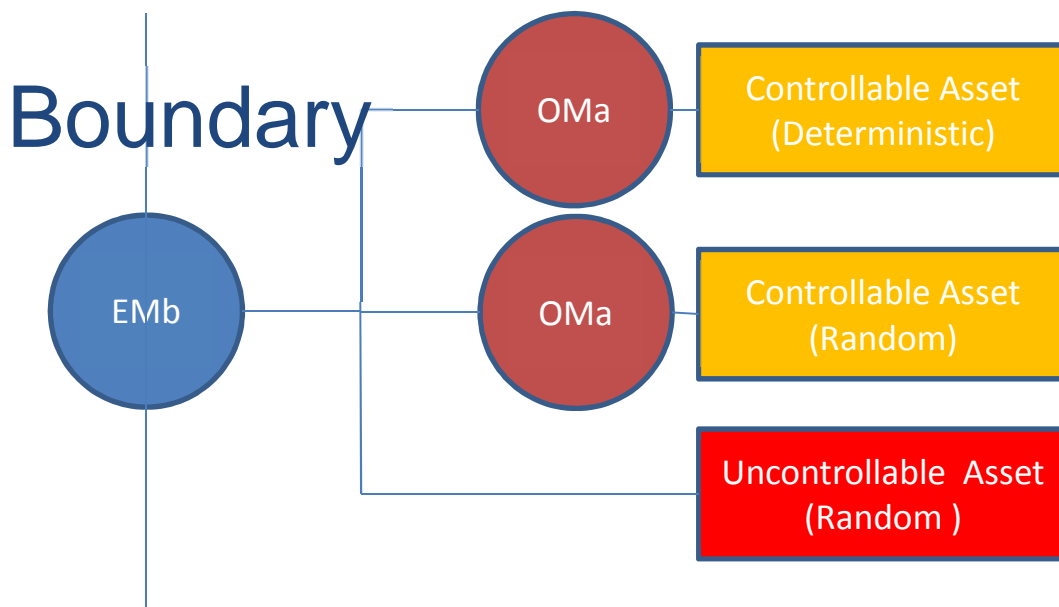 Boundary
OMa
Controllable Asset
(Deterministic)
EMb
OMa
Controllable Asset
(Random)
Uncontrollable  Asset
(Random )